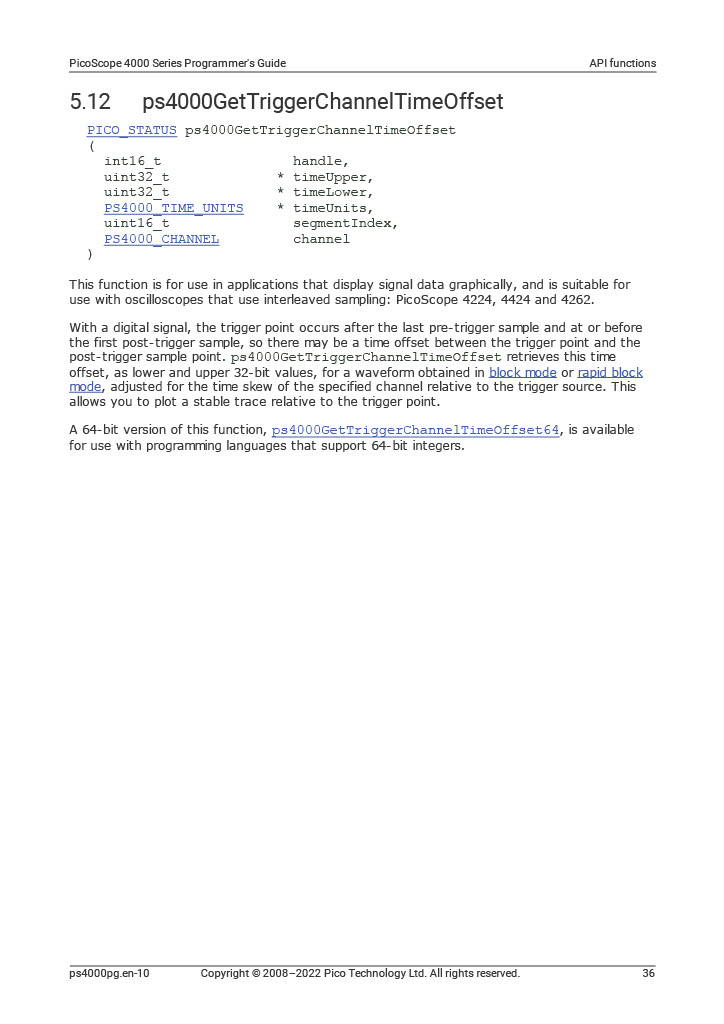 PicoScope 4000 Series Programmer's Guide API functions
5.12 ps4000GetTriggerChannelTimeOffset
PICO_STATUS ps4000GetTriggerChannelTimeOffset
(
int16_t handle,
uint32_t * timeUpper,
uint32_t * timeLower,
PS4000_TIME_UNITS * timeUnits,
uint16_t segmentIndex,
PS4000_CHANNEL channel
)
This function is for use in applications that display signal data graphically, and is suitable for
use with oscilloscopes that use interleaved sampling: PicoScope 4224, 4424 and 4262.
With a digital signal, the trigger point occurs after the last pre-trigger sample and at or before
the first post-trigger sample, so there may be a time offset between the trigger point and the
post-trigger sample point. ps4000GetTriggerChannelTimeOffset retrieves this time
offset, as lower and upper 32-bit values, for a waveform obtained in block mode or rapid block
mode, adjusted for the time skew of the specified channel relative to the trigger source. This
allows you to plot a stable trace relative to the trigger point.
A 64-bit version of this function, ps4000GetTriggerChannelTimeOffset64, is available
for use with programming languages that support 64-bit integers.
ps4000pg.en-10 Copyright © 2008–2022 Pico Technology Ltd. All rights reserved. 36